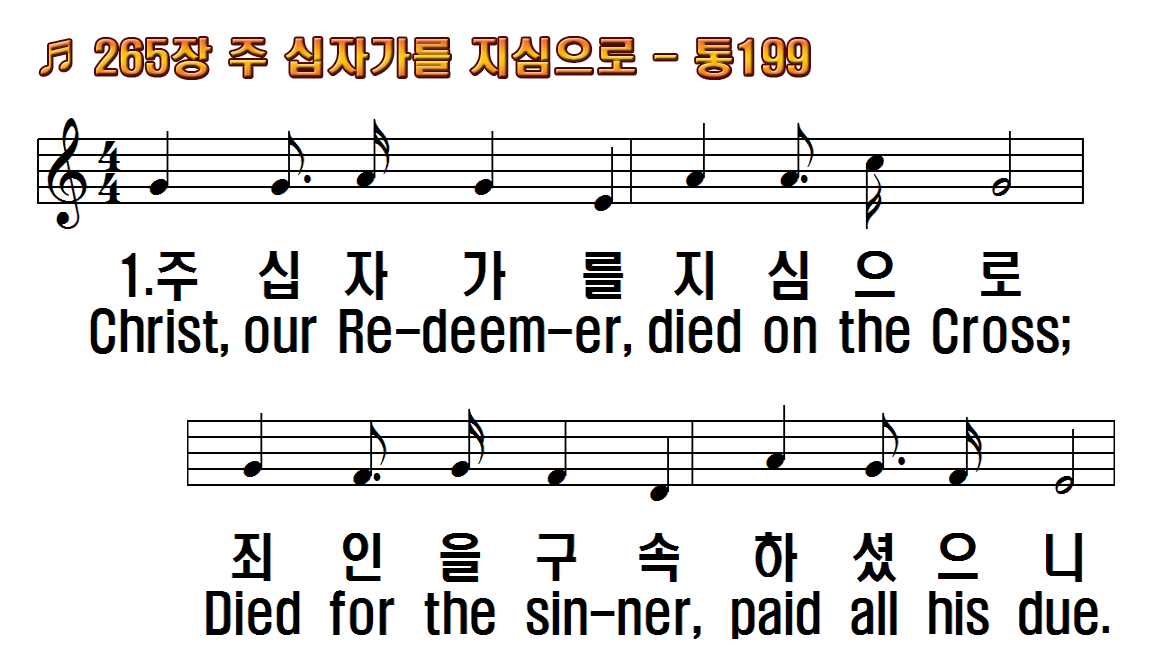 ♬ 265장 주 십자가를 지심으로 - 통199
1.주 십 자 가 를 지 심 으 로
Christ, our Re-deem-er, died on the Cross;
죄 인 을 구 속 하 셨 으 니
Died for the sin-ner, paid all his due.